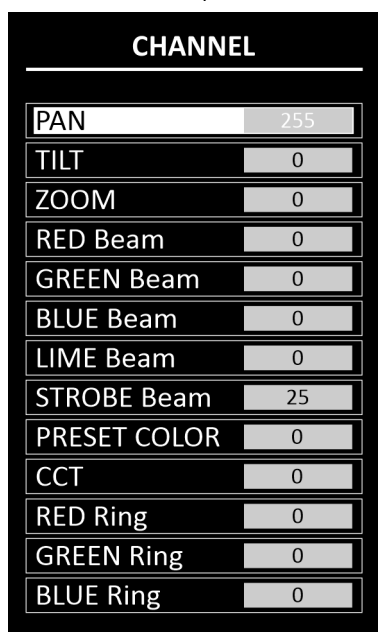 CHANNEL
PAN 255
TILT 0
ZOOM 0
RED Beam 0
GREEN Beam 0
BLUE Beam 0
LIME Beam 0
STROBE Beam 25
PRESET COLOR 0
CCT 0
RED Ring 0
GREEN Ring 0
BLUE Ring 0